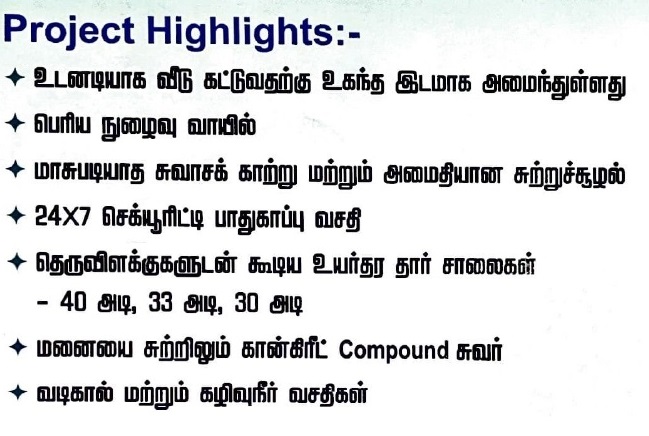 Project Highlights:-
✦ உடனடியாக வீடு கட்டுவதற்கு உகந்த இடமாக அமைந்துள்ளது
✦ பெரிய நுழைவு வாயில்
✦ மாசுபடியாத சுவாசக் காற்று மற்றும் அமைதியான சுற்றுச்சூழல்
✦ 24X7 செக்யூரிட்டி பாதுகாப்பு வசதி
✦ தெருவிளக்குகளுடன் கூடிய உயர்தர தார் சாலைகள்
– 40 அடி, 33 அடி, 30 அடி
✦ மனையை சுற்றிலும் கான்கிரீட் Compound சுவர்
✦ வடிகால் மற்றும் கழிவுநீர் வசதிகள்